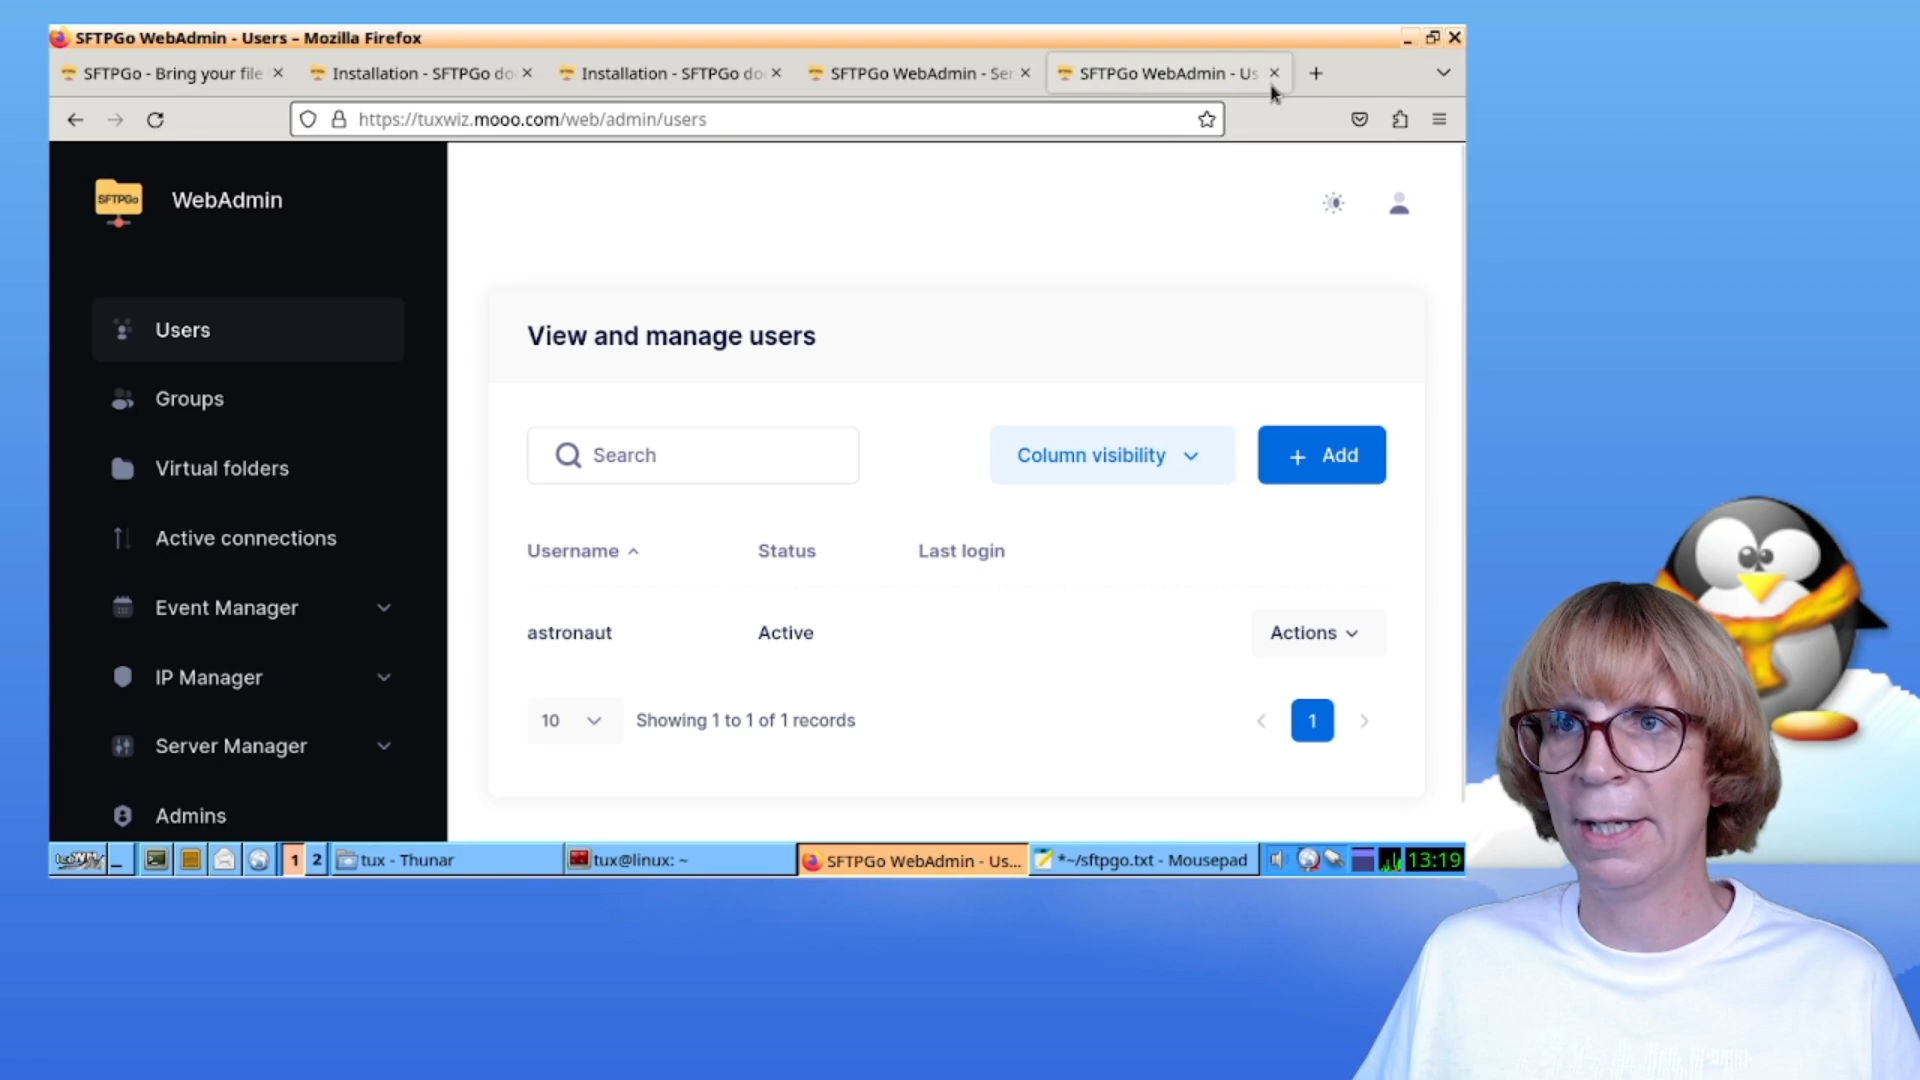 SFTPGo WebAdmin - Users – Mozilla Firefox
SFTPGo - Bring your file
Installation - SFTPGo do
Installation - SFTPGo do
SFTPGo WebAdmin - Ser
SFTPGo WebAdmin - Us
https://tuxwiz.mooo.com/web/admin/users
SFTPGo
WebAdmin
Users
Groups
Virtual folders
Active connections
Event Manager
IP Manager
Server Manager
Admins
View and manage users
Search
Column visibility
+ Add
Username
Status
Last login
astronaut
Active
Actions
10
Showing 1 to 1 of 1 records
1
1
2
tux - Thunar
tux@linux: ~
SFTPGo WebAdmin - Us...
*~/sftpgo.txt - Mousepad
13:19